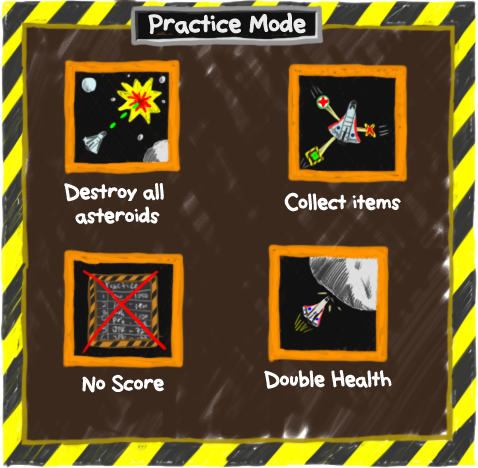 Practice Mode
Destroy all
asteroids
Collect items
No Score
Double Health